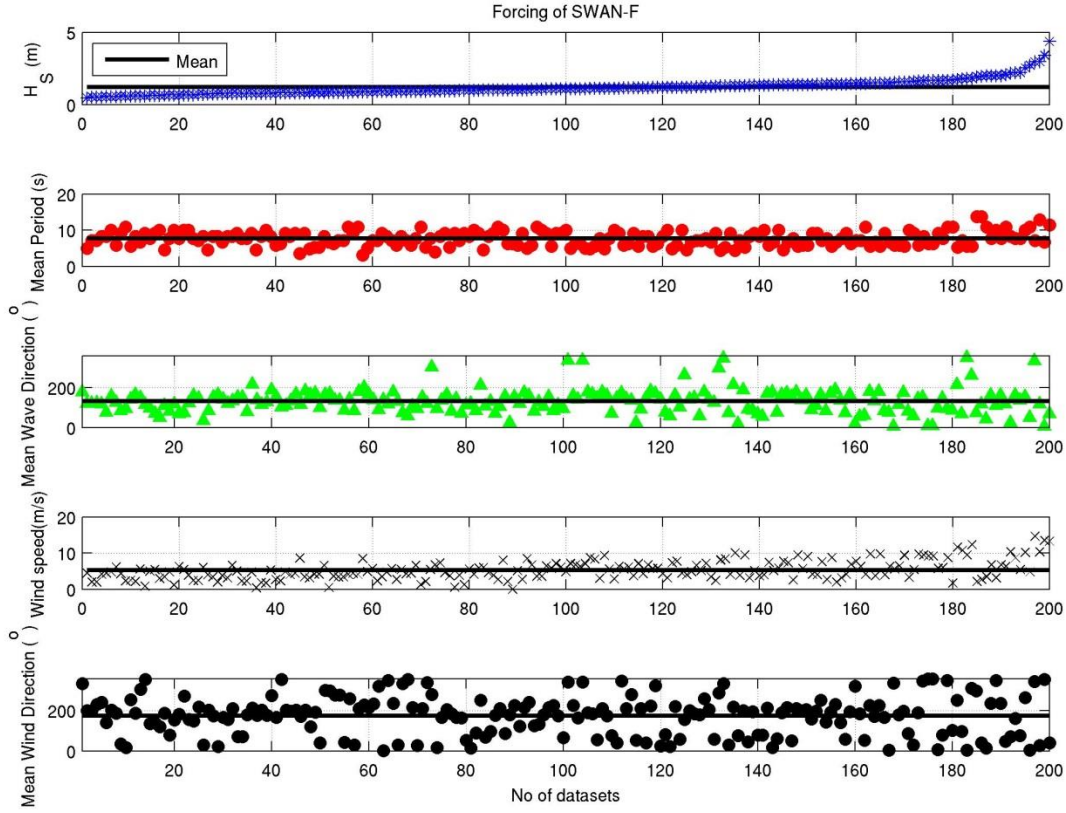 Forcing of SWAN-F
H_S (m)
5
0
Mean
0 20 40 60 80 100 120 140 160 180 200
Mean Period (s)
20
10
0
0 20 40 60 80 100 120 140 160 180 200
Mean Wave Direction (°)
200
0
20 40 60 80 100 120 140 160 180 200
Wind speed(m/s)
20
10
0
0 20 40 60 80 100 120 140 160 180 200
Mean Wind Direction (°)
200
0
20 40 60 80 100 120 140 160 180 200
No of datasets